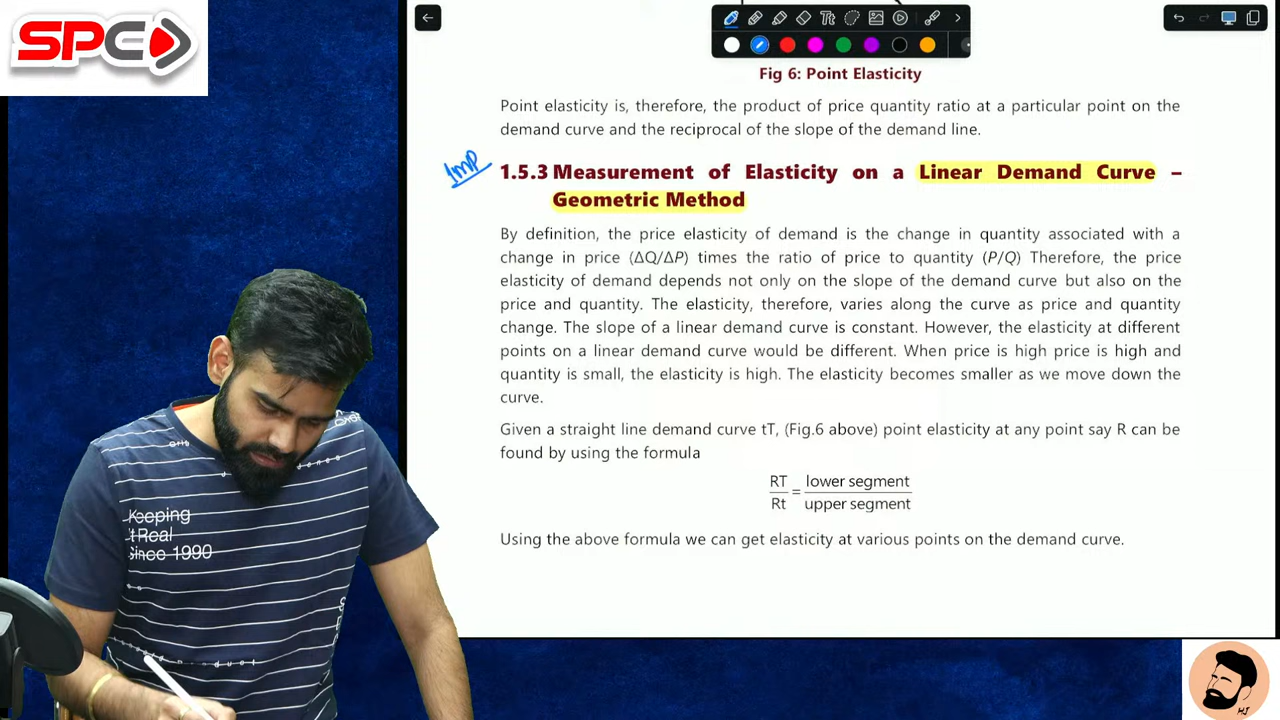 SPC
Fig 6: Point Elasticity
Point elasticity is, therefore, the product of price quantity ratio at a particular point on the
demand curve and the reciprocal of the slope of the demand line.
Imp
1.5.3 Measurement of Elasticity on a Linear Demand Curve –
Geometric Method
By definition, the price elasticity of demand is the change in quantity associated with a
change in price (ΔQ/ΔP) times the ratio of price to quantity (P/Q) Therefore, the price
elasticity of demand depends not only on the slope of the demand curve but also on the
price and quantity. The elasticity, therefore, varies along the curve as price and quantity
change. The slope of a linear demand curve is constant. However, the elasticity at different
points on a linear demand curve would be different. When price is high price is high and
quantity is small, the elasticity is high. The elasticity becomes smaller as we move down the
curve.
Given a straight line demand curve tT, (Fig.6 above) point elasticity at any point say R can be
found by using the formula
RT/Rt = lower segment/upper segment
Using the above formula we can get elasticity at various points on the demand curve.
Keeping
't Real
Since 1990
HJ